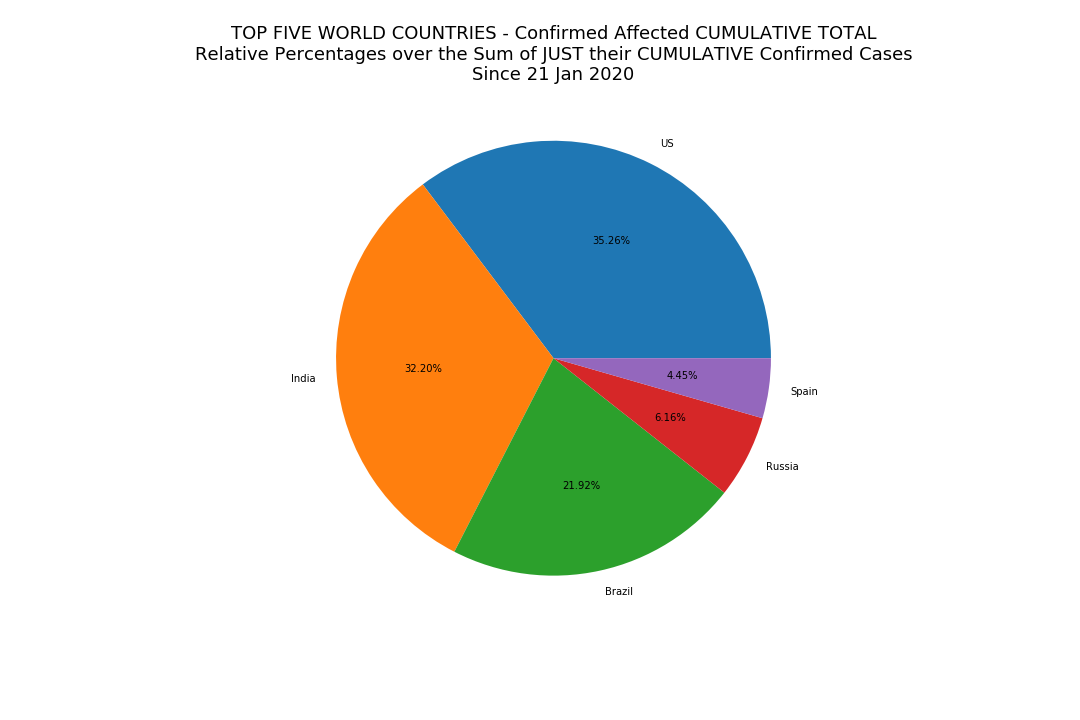 TOP FIVE WORLD COUNTRIES - Confirmed Affected CUMULATIVE TOTAL
Relative Percentages over the Sum of JUST their CUMULATIVE Confirmed Cases
Since 21 Jan 2020
US
35.26%
India
32.20%
Brazil
21.92%
Russia
6.16%
Spain
4.45%